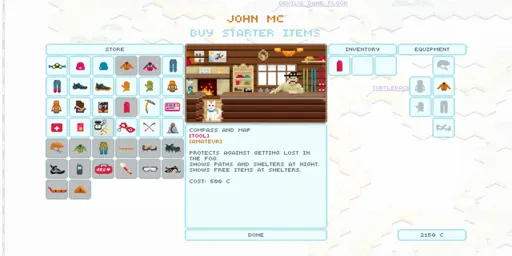 JOHN MC
BUY STARTER ITEMS
STORE
INVENTORY
EQUIPMENT
COMPASS AND MAP
[TOOL]
[AMATEUR]
PROTECTS AGAINST GETTING LOST IN
THE FOG.
SHOWS PATHS AND SHELTERS AT NIGHT.
SHOWS FREE ITEMS AT SHELTERS.
COST: 500 C
DONE
2150 C